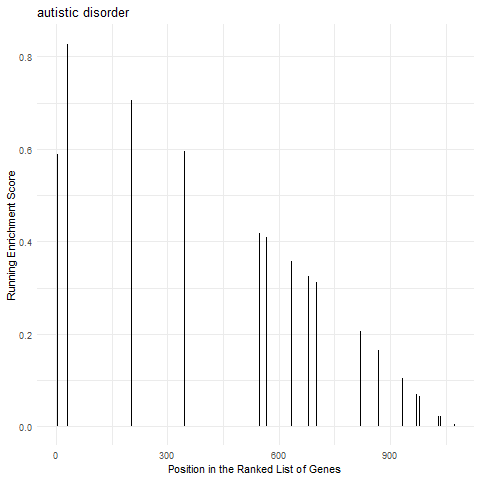 autistic disorder
Running Enrichment Score
0.8
0.6
0.4
0.2
0.0
0 300 600 900
Position in the Ranked List of Genes